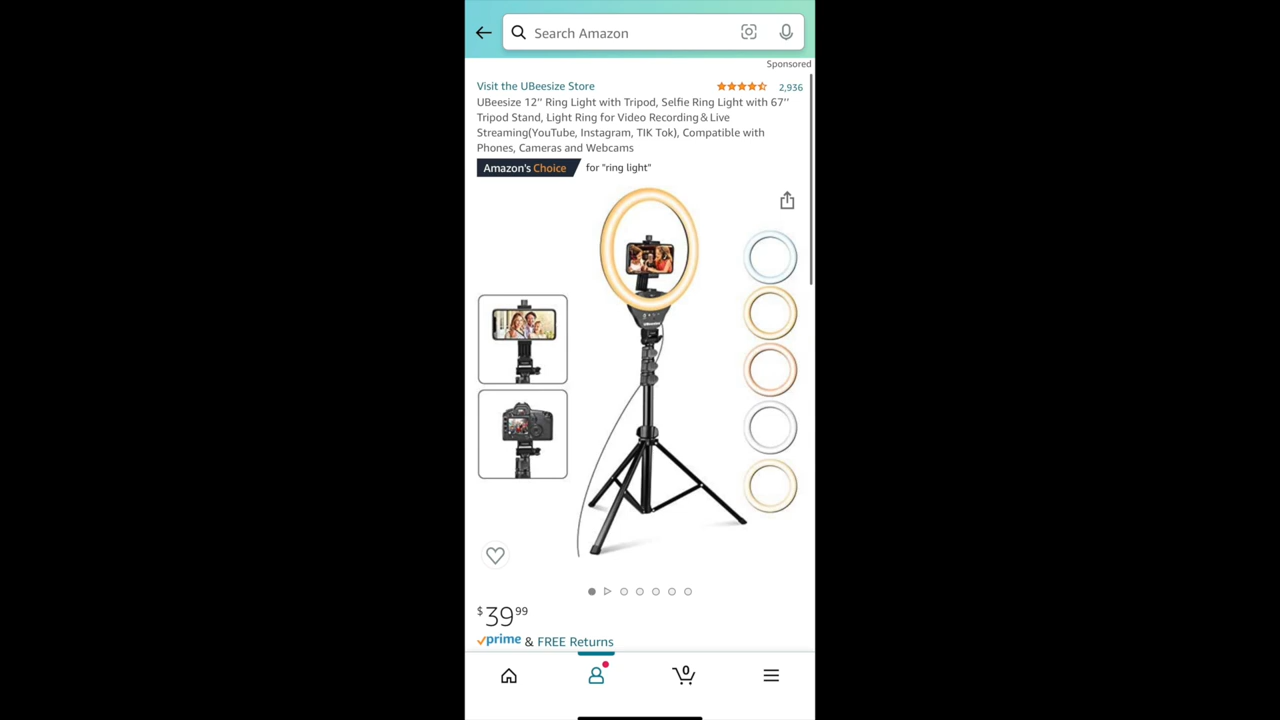 Search Amazon
Sponsored
Visit the UBeesize Store
2,936
UBeesize 12’’ Ring Light with Tripod, Selfie Ring Light with 67’’
Tripod Stand, Light Ring for Video Recording＆Live
Streaming(YouTube, Instagram, TIK Tok), Compatible with
Phones, Cameras and Webcams
Amazon's Choice for "ring light"
$39 99
prime & FREE Returns
0